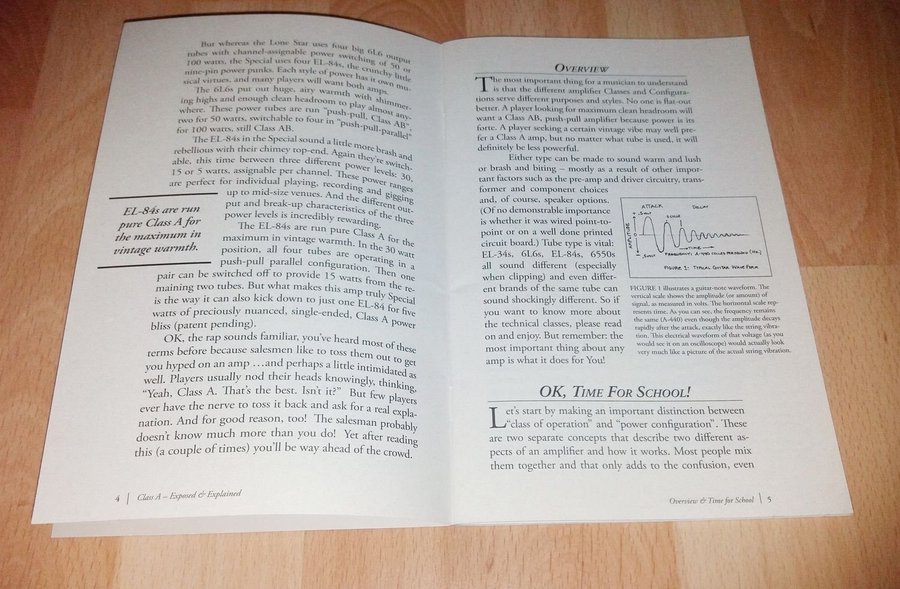 But whereas the Lone Star uses four big 6L6 output
tubes with channel-assignable power switching of 50 or
100 watts, the Special uses four EL-84s, the crunchy little
nine-pin power punks. Each style of power has it own mu-
sical virtues, and many players will want both amps.
The 6L6s put out huge, airy warmth with shimmer-
ing highs and enough clean headroom to play almost any-
where. These power tubes are run "push-pull, Class AB"
two for 50 watts, switchable to four in "push-pull-parallel"
for 100 watts, still Class AB.
The EL-84s in the Special sound a little more brash and
rebellious with their chimey top-end. Again they're switch-
able, this time between three different power levels: 30,
15 or 5 watts, assignable per channel. These power ranges
are perfect for individual playing, recording and gigging
up to mid-size venues. And the different out-
put and break-up characteristics of the three
power levels is incredibly rewarding.
The EL-84s are run pure Class A for the
maximum in vintage warmth. In the 30 watt
position, all four tubes are operating in a
push-pull parallel configuration. Then one
pair can be switched off to provide 15 watts from the re-
maining two tubes. But what makes this amp truly Special
is the way it can also kick down to just one EL-84 for five
watts of preciously nuanced, single-ended, Class A power
bliss (patent pending).
OK, the rap sounds familiar, you've heard most of these
terms before because salesmen like to toss them out to get
you hyped on an amp …and perhaps a little intimidated as
well. Players usually nod their heads knowingly, thinking,
"Yeah, Class A. That's the best. Isn't it?" But few players
ever have the nerve to toss it back and ask for a real expla-
nation. And for good reason, too! The salesman probably
doesn't know much more than you do! Yet after reading
this (a couple of times) you'll be way ahead of the crowd.
EL-84s are run
pure Class A for
the maximum in
vintage warmth.
4 | Class A – Exposed & Explained
OVERVIEW
The most important thing for a musician to understand
is that the different amplifier Classes and Configura-
tions serve different purposes and styles. No one is flat-out
better. A player looking for maximum clean headroom will
want a Class AB, push-pull amplifier because power is its
forte. A player seeking a certain vintage vibe may well pre-
fer a Class A amp, but no matter what tube is used, it will
definitely be less powerful.
Either type can be made to sound warm and lush
or brash and biting – mostly as a result of other impor-
tant factors such as the pre-amp and driver circuitry, trans-
former and component choices
and, of course, speaker options.
(Of no demonstrable importance
is whether it was wired point-to-
point or on a well done printed
circuit board.) Tube type is vital:
EL-34s, 6L6s, EL-84s, 6550s
all sound different (especially
when clipping) and even differ-
ent brands of the same tube can
sound shockingly different. So if
you want to know more about
the technical classes, please read
on and enjoy. But remember: the
most important thing about any
amp is what it does for You!
ATTACK
DECAY
.5 VOLT
CYCLE
AMPLITUDE
0
TIME
.5 VOLT
FREQUENCY: A-440 CYCLES PER SECOND (Hz)
FIGURE 1: TYPICAL GUITAR WAVE FORM
FIGURE 1 illustrates a guitar-note waveform. The
vertical scale shows the amplitude (or amount) of
signal, as measured in volts. The horizontal scale rep-
resents time. As you can see, the frequency remains
the same (A-440) even though the amplitude decays
rapidly after the attack, exactly like the string vibra-
tion. This electrical waveform of that voltage (as you
would see it on an oscilloscope) would actually look
very much like a picture of the actual string vibration.
OK, TIME FOR SCHOOL!
Let's start by making an important distinction between
"class of operation" and "power configuration". These
are two separate concepts that describe two different as-
pects of an amplifier and how it works. Most people mix
them together and that only adds to the confusion, even
Overview & Time for School | 5